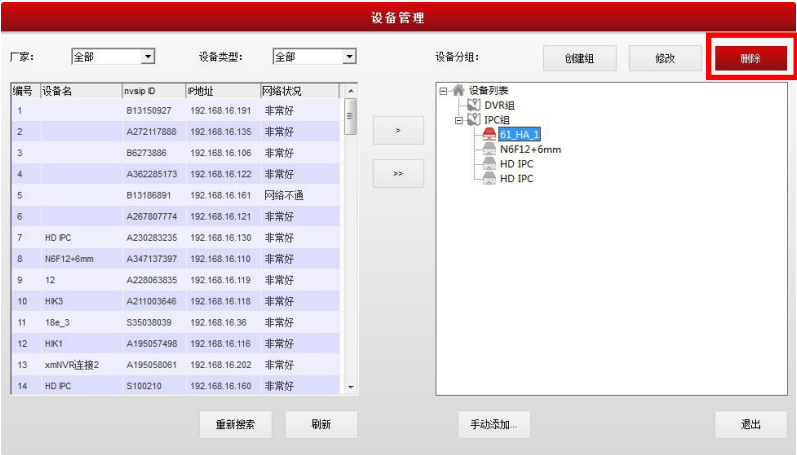 设备管理
厂家: 全部 设备类型: 全部 设备分组: 创建组 修改 删除
编号 设备名 nvsip ID IP地址 网络状况
1 B13150927 192.168.16.191 非常好
2 A272117888 192.168.16.135 非常好
3 B6273886 192.168.16.106 非常好
4 A362285173 192.168.16.122 非常好
5 B13186891 192.168.16.161 网络不通
6 A267807774 192.168.16.121 非常好
7 HD IPC A230283235 192.168.16.130 非常好
8 N6F12+6mm A347137397 192.168.16.110 非常好
9 12 A228063835 192.168.16.119 非常好
10 HIK3 A211003646 192.168.16.118 非常好
11 18e_3 S35038039 192.168.16.36 非常好
12 HIK1 A195057498 192.168.16.116 非常好
13 xmNVR连接2 A195058061 192.168.16.202 非常好
14 HD IPC S100210 192.168.16.160 非常好
>
>>
设备列表
DVR组
IPC组
61_HA_1
N6F12+6mm
HD IPC
HD IPC
重新搜索 刷新 手动添加... 退出